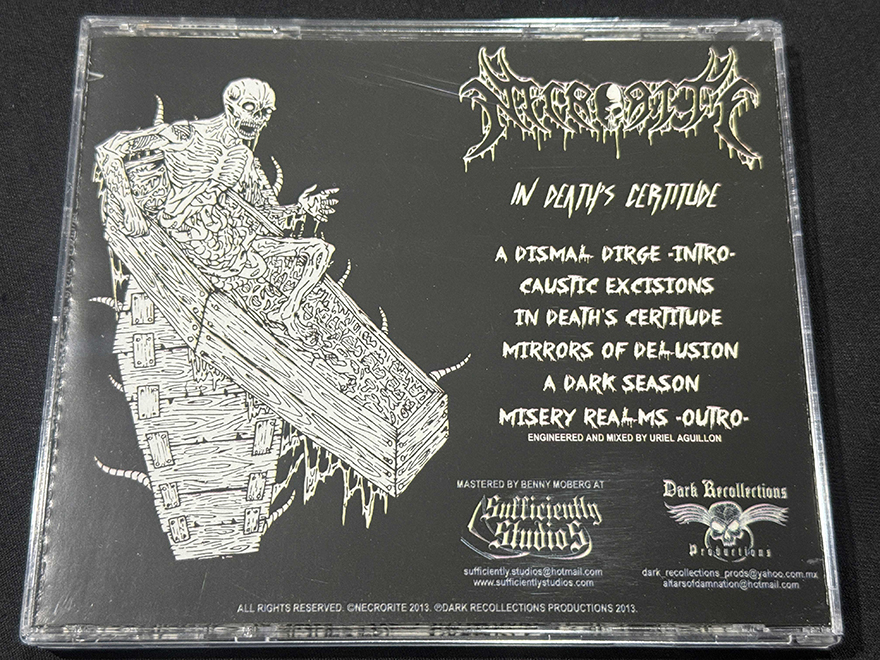 NECRORITE
IN DEATH'S CERTITUDE
A DISMAL DIRGE -INTRO-
CAUSTIC EXCISIONS
IN DEATH'S CERTITUDE
MIRRORS OF DELUSION
A DARK SEASON
MISERY REALMS -OUTRO-
ENGINEERED AND MIXED BY URIEL AGUILLON
MASTERED BY BENNY MOBERG AT
Sufficiently
Studios
sufficiently.studios@hotmail.com
www.sufficientlystudios.com
Dark Recollections
Productions
dark_recollections_prods@yahoo.com.mx
altarsofdamnation@hotmail.com
ALL RIGHTS RESERVED. ©NECRORITE 2013. ℗DARK RECOLLECTIONS PRODUCTIONS 2013.